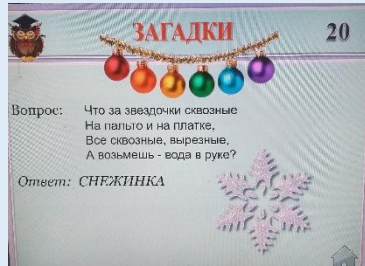 ЗАГАДКИ
20
Вопрос: Что за звездочки сквозные
На пальто и на платке,
Все сквозные, вырезные,
А возьмешь - вода в руке?
Ответ: СНЕЖИНКА